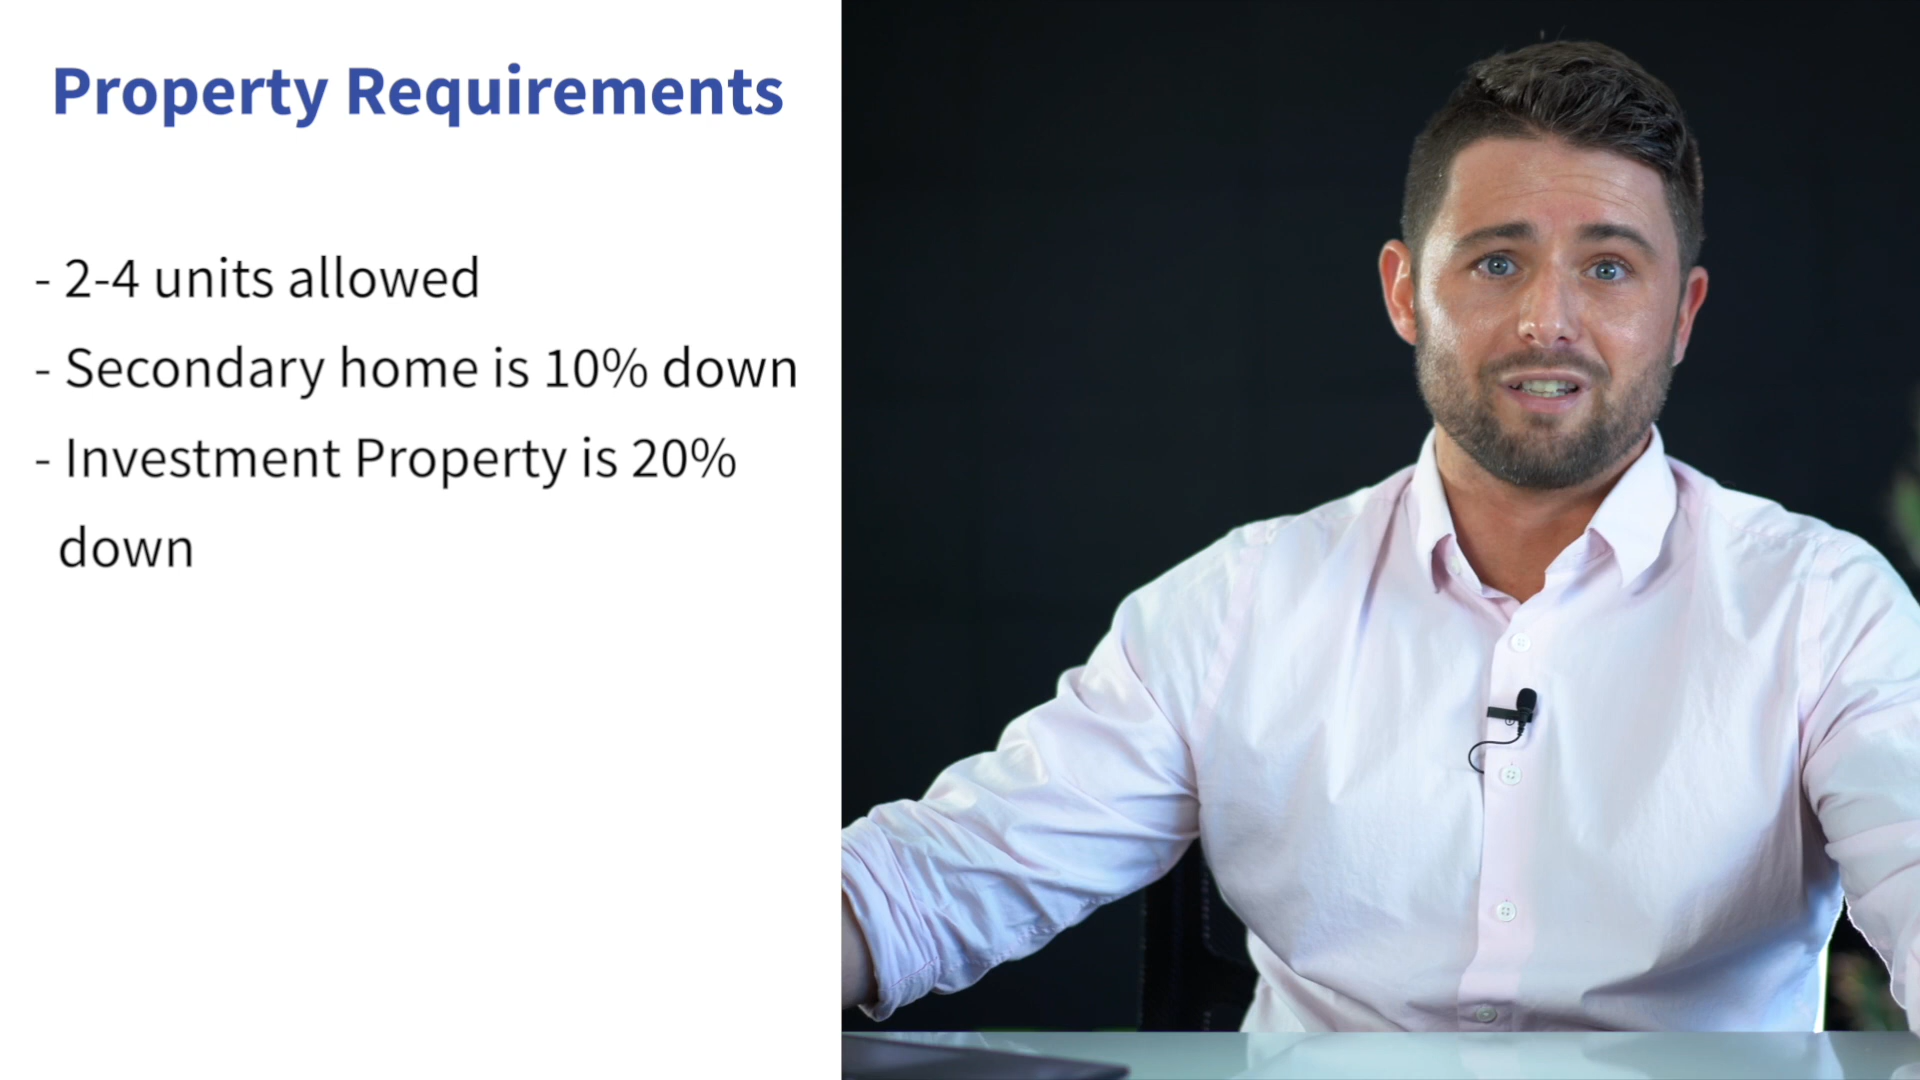 Property Requirements
- 2-4 units allowed
- Secondary home is 10% down
- Investment Property is 20%
down